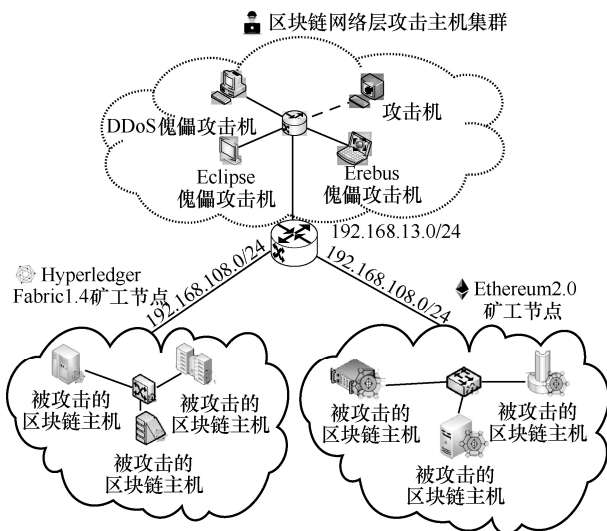 区块链网络层攻击主机集群
DDoS傀儡攻击机
攻击机
Eclipse
傀儡攻击机
Erebus
傀儡攻击机
192.168.13.0/24
192.168.108.0/24
192.168.108.0/24
Hyperledger
Fabric1.4矿工节点
Ethereum2.0
矿工节点
被攻击的
区块链主机
被攻击的
区块链主机
被攻击的
区块链主机
被攻击的
区块链主机
被攻击的
区块链主机
被攻击的
区块链主机